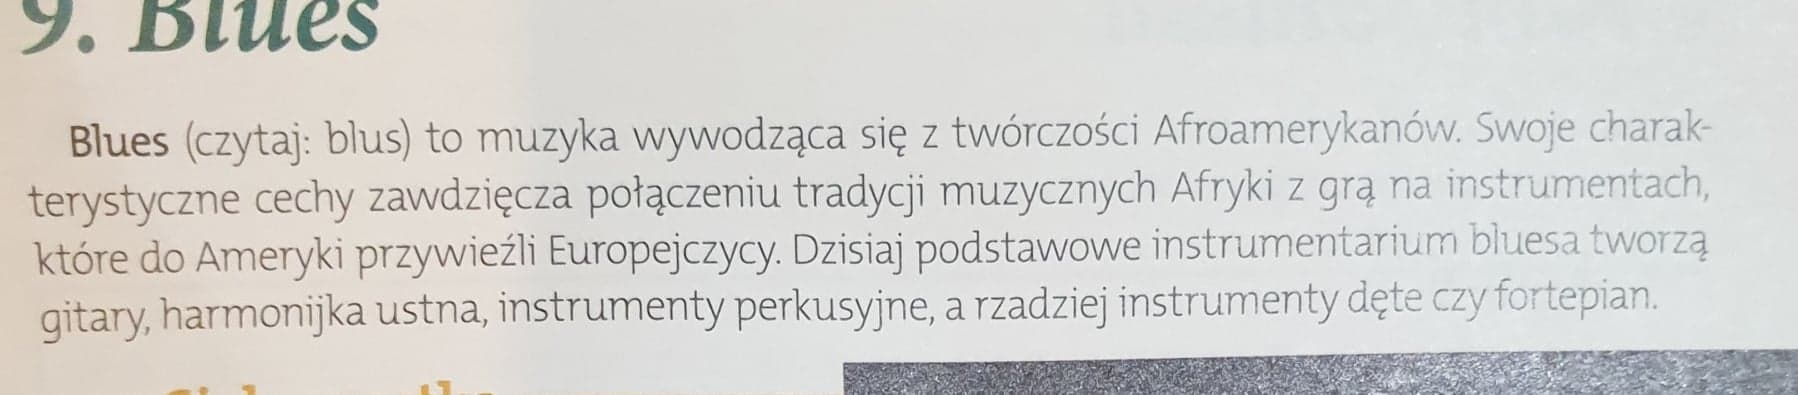 9. Blues
Blues (czytaj: blus) to muzyka wywodząca się z twórczości Afroamerykanów. Swoje charak-
terystyczne cechy zawdzięcza połączeniu tradycji muzycznych Afryki z grą na instrumentach,
które do Ameryki przywieźli Europejczycy. Dzisiaj podstawowe instrumentarium bluesa tworzą
gitary, harmonijka ustna, instrumenty perkusyjne, a rzadziej instrumenty dęte czy fortepian.